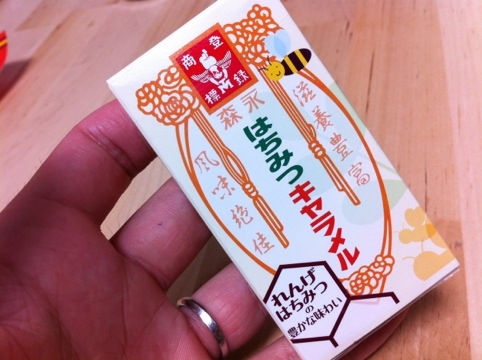 登録商標
森永
はちみつキャラメル
滋養豊富
風味絶佳
れんげ
はちみつ
の
豊かな味わい